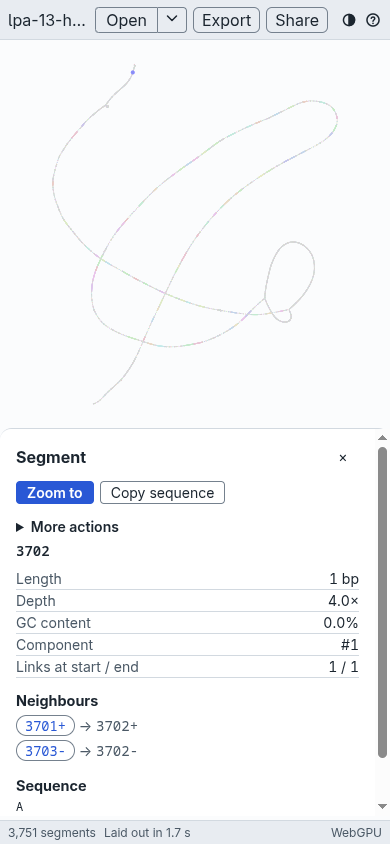 lpa-13-h... Open Export Share
Segment ×
Zoom to Copy sequence
▶ More actions
3702
Length 1 bp
Depth 4.0×
GC content 0.0%
Component #1
Links at start / end 1 / 1
Neighbours
3701+ → 3702+
3703- → 3702-
Sequence
A
3,751 segments Laid out in 1.7 s WebGPU